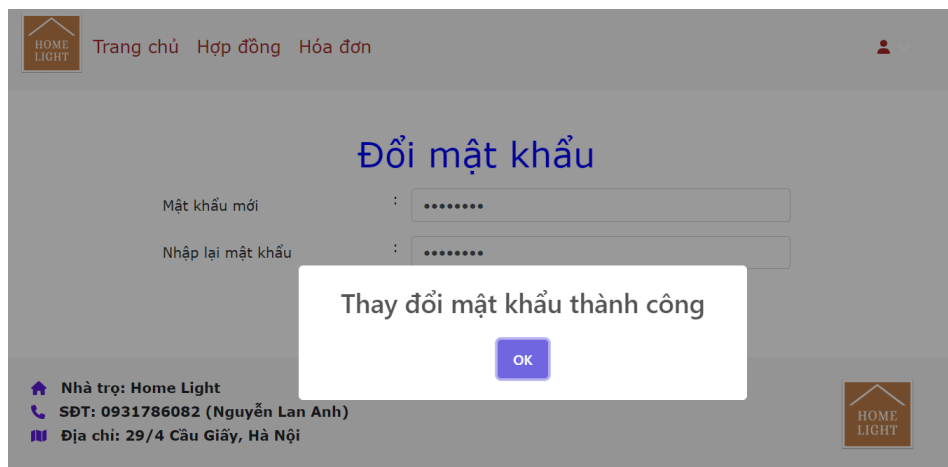 HOME
LIGHT
Trang chủ Hợp đồng Hóa đơn
Đổi mật khẩu
Mật khẩu mới : ••••••••
Nhập lại mật khẩu : ••••••••
Thay đổi mật khẩu thành công
OK
Nhà trọ: Home Light
SĐT: 0931786082 (Nguyễn Lan Anh)
Địa chỉ: 29/4 Cầu Giấy, Hà Nội
HOME
LIGHT